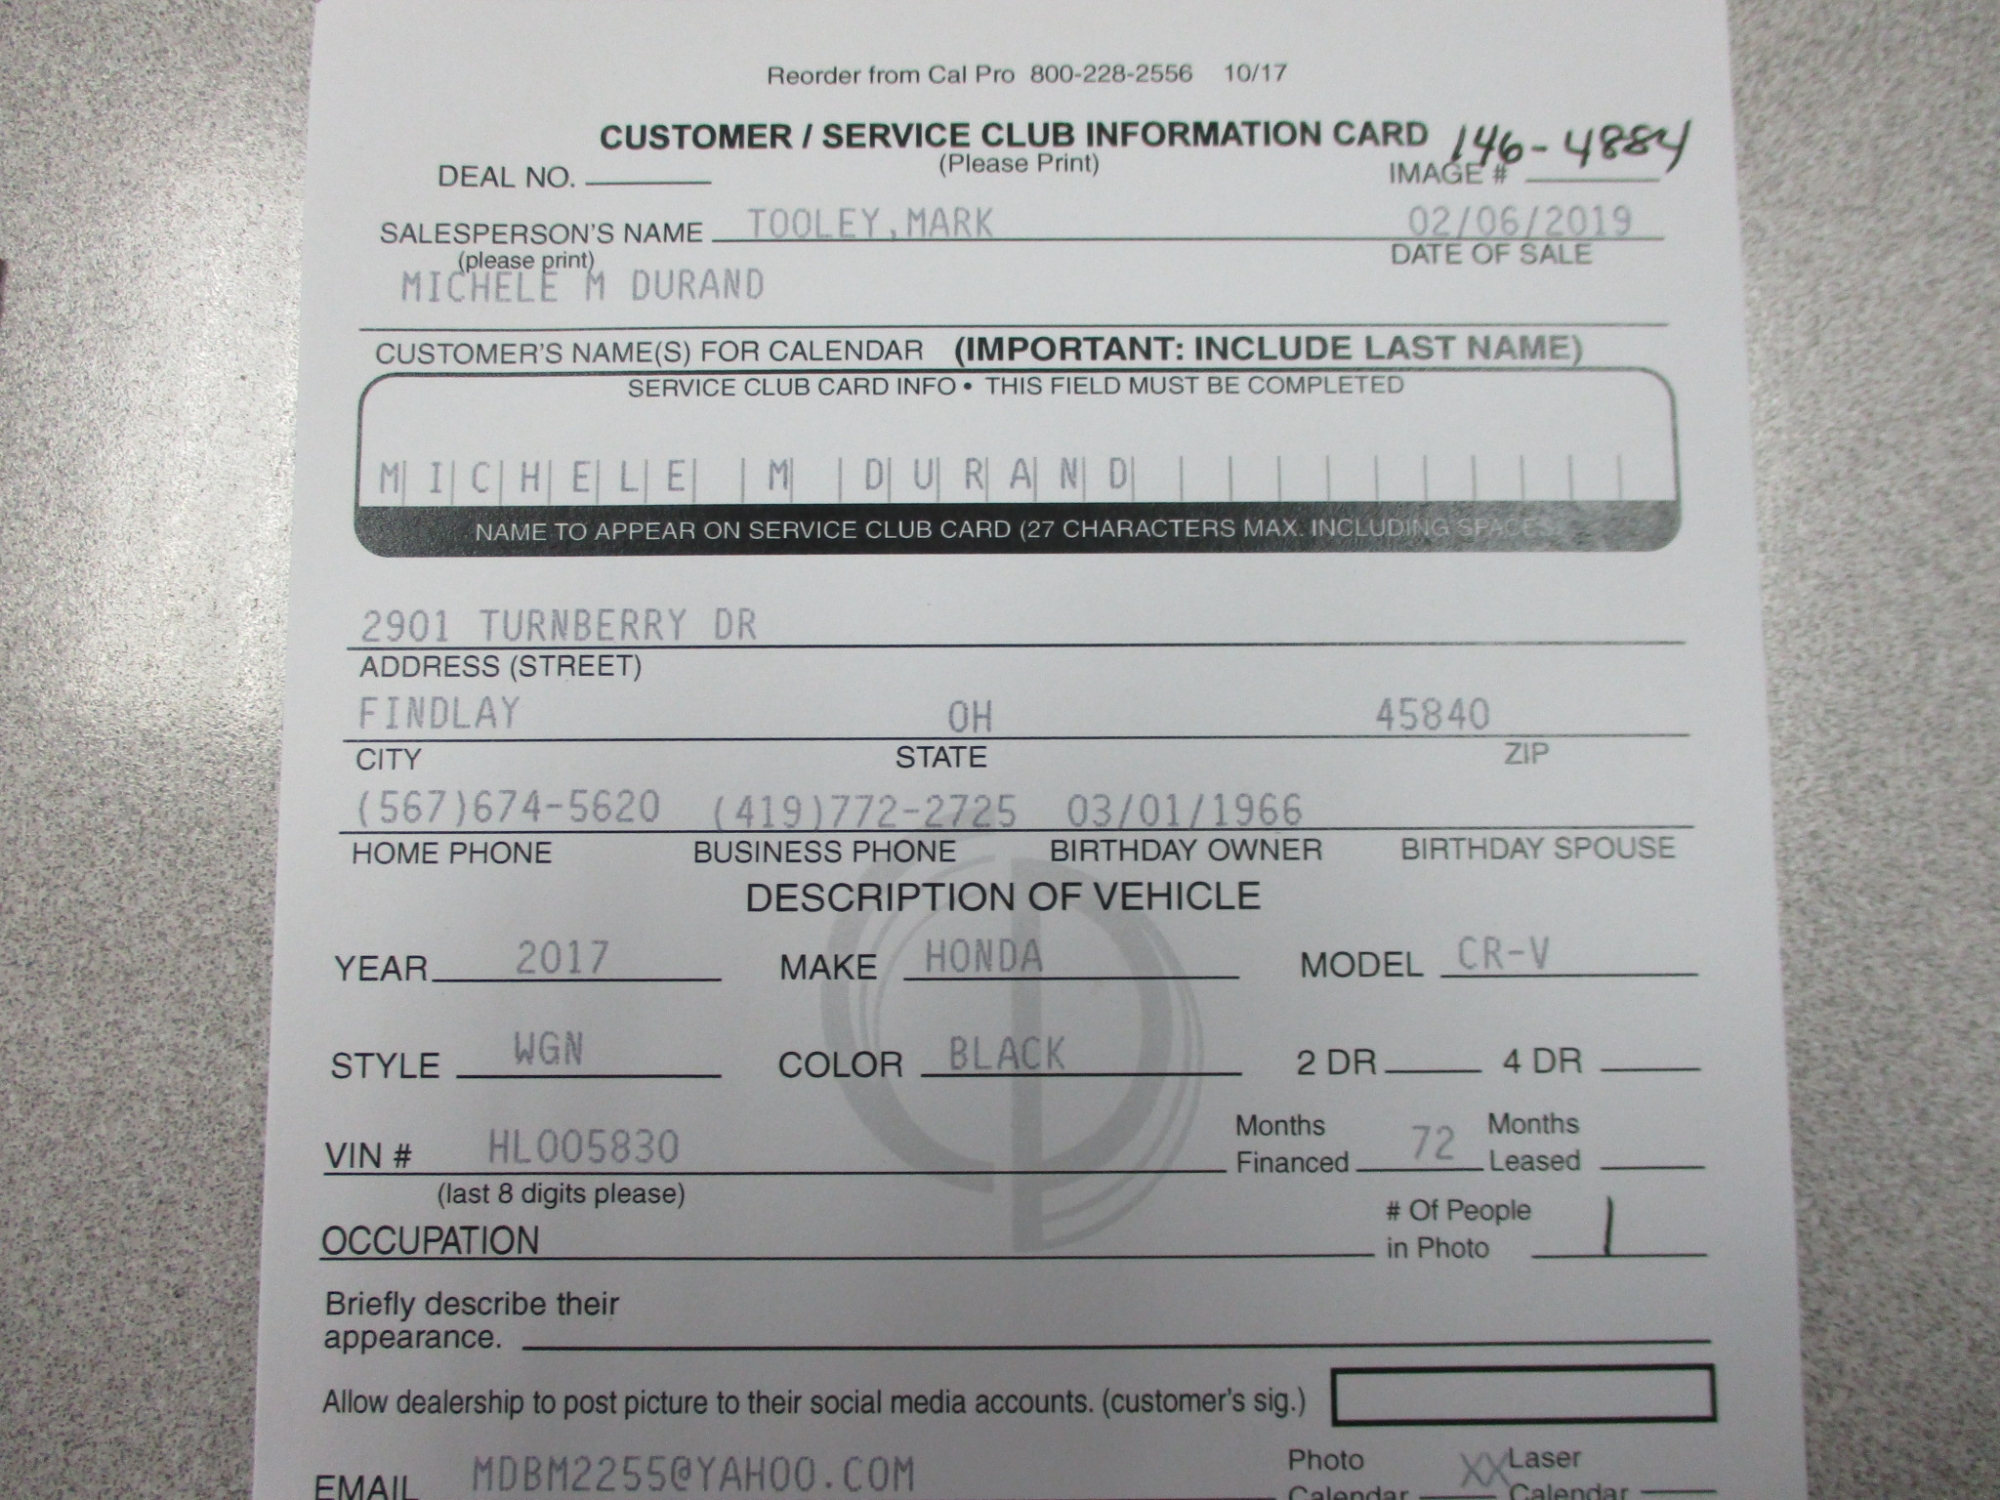 Reorder from Cal Pro 800-228-2556 10/17
CUSTOMER / SERVICE CLUB INFORMATION CARD 146-4884
(Please Print)
DEAL NO. IMAGE #
SALESPERSON'S NAME TOOLEY,MARK 02/06/2019
(please print) DATE OF SALE
MICHELE M DURAND
CUSTOMER'S NAME(S) FOR CALENDAR (IMPORTANT: INCLUDE LAST NAME)
SERVICE CLUB CARD INFO • THIS FIELD MUST BE COMPLETED
MICHELE M DURAND
NAME TO APPEAR ON SERVICE CLUB CARD (27 CHARACTERS MAX. INCLUDING SPACES
2901 TURNBERRY DR
ADDRESS (STREET)
FINDLAY OH 45840
CITY STATE ZIP
(567)674-5620 (419)772-2725 03/01/1966
HOME PHONE BUSINESS PHONE BIRTHDAY OWNER BIRTHDAY SPOUSE
DESCRIPTION OF VEHICLE
YEAR 2017 MAKE HONDA MODEL CR-V
STYLE WGN COLOR BLACK 2 DR 4 DR
VIN # HL005830 Months Financed 72 Months Leased
(last 8 digits please)
OCCUPATION # Of People in Photo 1
Briefly describe their
appearance.
Allow dealership to post picture to their social media accounts. (customer's sig.)
EMAIL MDBM2255@YAHOO.COM Photo Calendar XX Laser Calendar